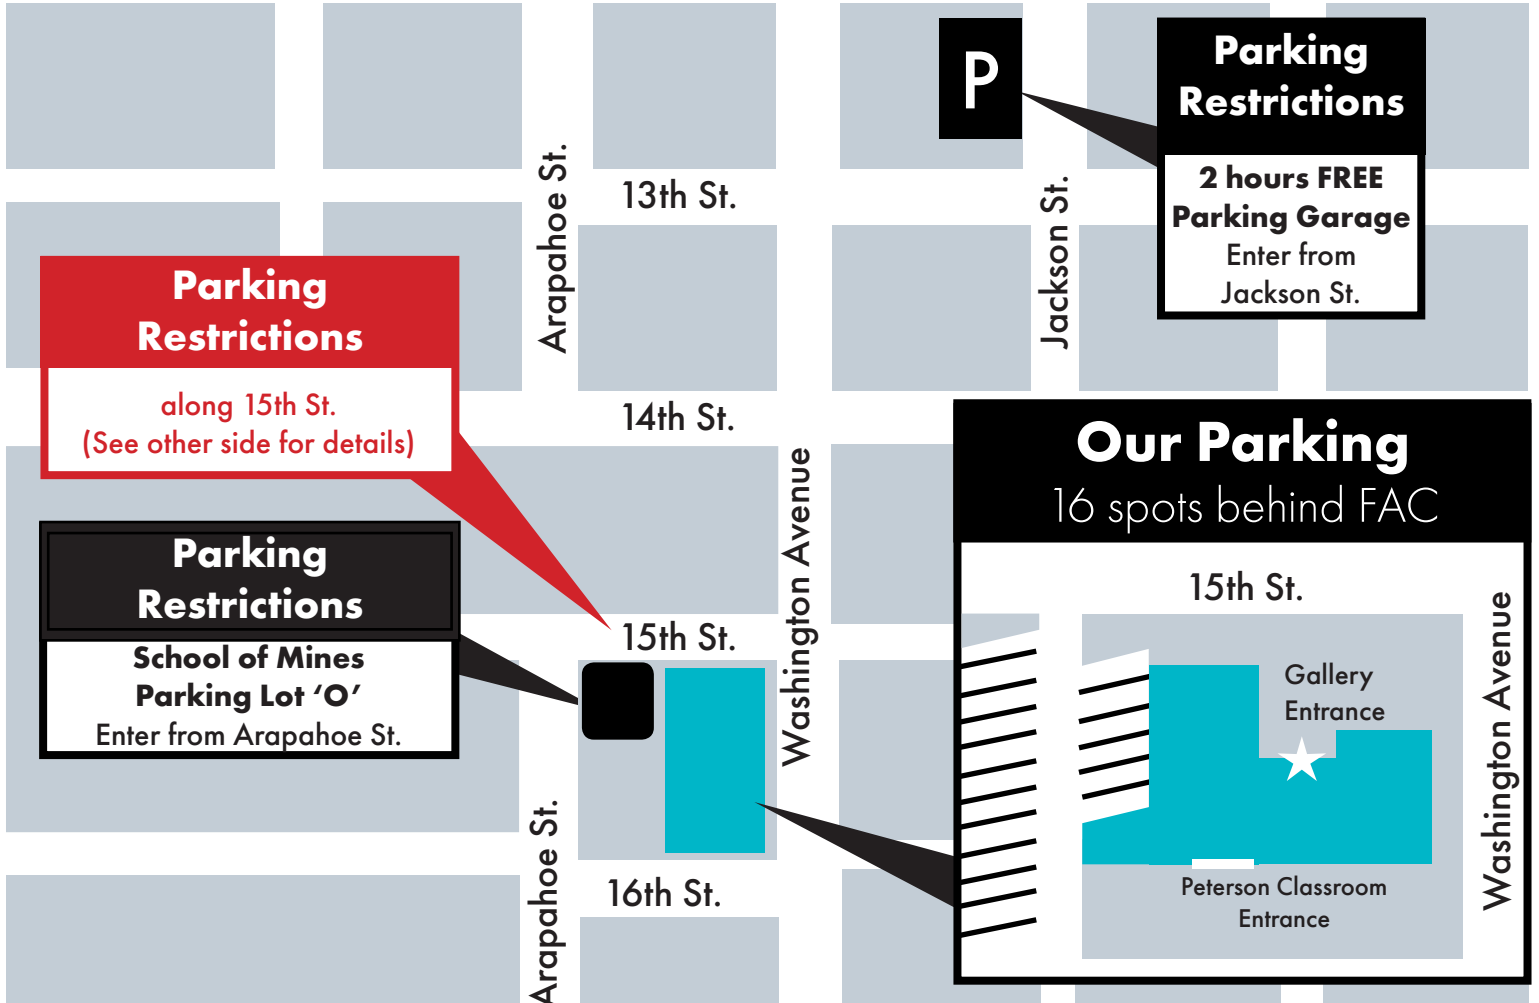 P
Parking
Restrictions
2 hours FREE
Parking Garage
Enter from
Jackson St.
Arapahoe St.
13th St.
Jackson St.
Parking
Restrictions
along 15th St.
(See other side for details)
14th St.
Washington Avenue
Parking
Restrictions
School of Mines
Parking Lot ‘O’
Enter from Arapahoe St.
15th St.
Arapahoe St.
16th St.
Our Parking
16 spots behind FAC
15th St.
Gallery
Entrance
Washington Avenue
Peterson Classroom
Entrance